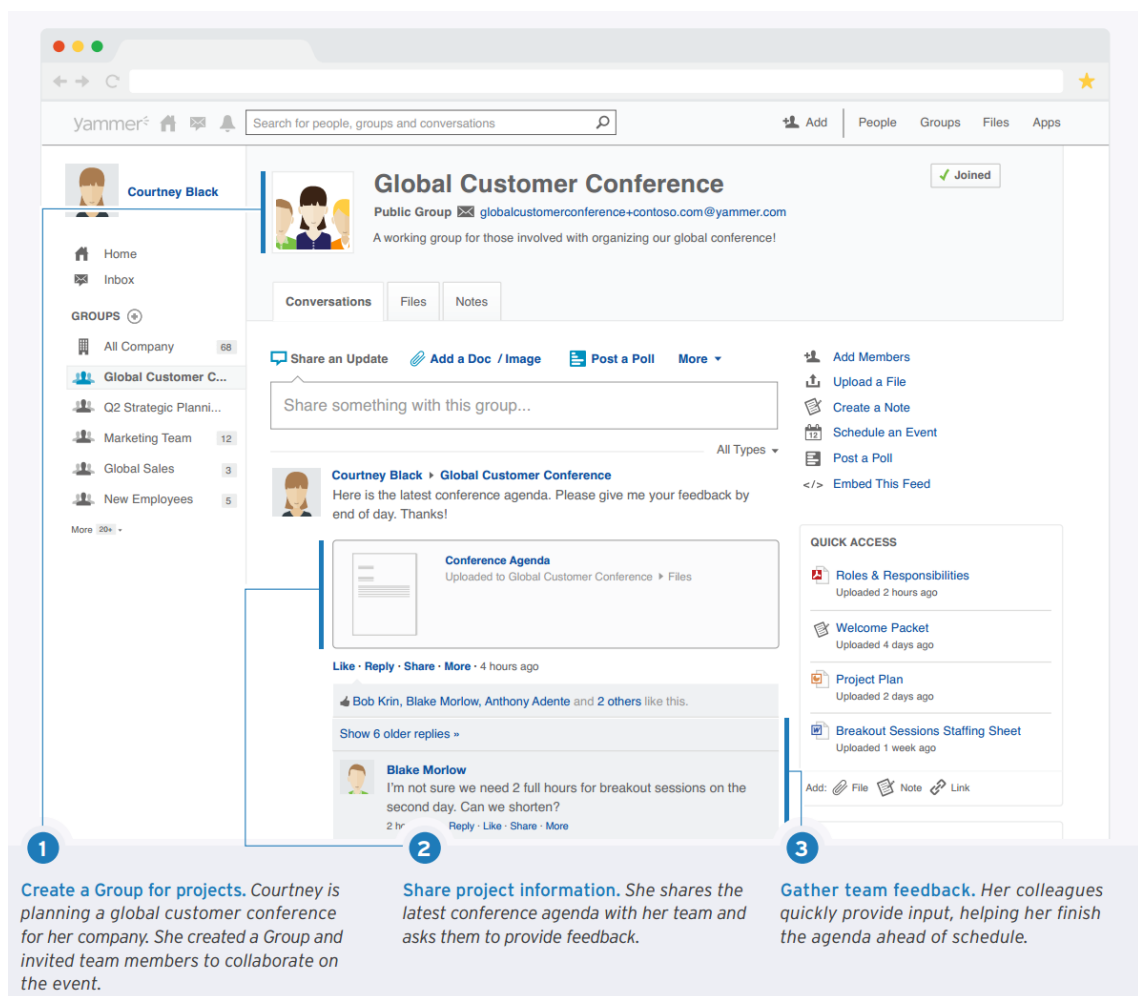 yammer
Search for people, groups and conversations
Add
People
Groups
Files
Apps
Courtney Black
Home
Inbox
GROUPS
All Company 68
Global Customer C...
Q2 Strategic Planni...
Marketing Team 12
Global Sales 3
New Employees 5
More 20+
Global Customer Conference
Joined
Public Group globalcustomerconference+contoso.com@yammer.com
A working group for those involved with organizing our global conference!
Conversations
Files
Notes
Share an Update
Add a Doc / Image
Post a Poll
More
Share something with this group...
All Types
Courtney Black ▸ Global Customer Conference
Here is the latest conference agenda. Please give me your feedback by
end of day. Thanks!
Conference Agenda
Uploaded to Global Customer Conference ▸ Files
Like · Reply · Share · More · 4 hours ago
Bob Krin, Blake Morlow, Anthony Adente and 2 others like this.
Show 6 older replies »
Blake Morlow
I'm not sure we need 2 full hours for breakout sessions on the
second day. Can we shorten?
2 Reply · Like · Share · More
Add Members
Upload a File
Create a Note
12 Schedule an Event
Post a Poll
</> Embed This Feed
QUICK ACCESS
Roles & Responsibilities
Uploaded 2 hours ago
Welcome Packet
Uploaded 4 days ago
Project Plan
Uploaded 2 days ago
Breakout Sessions Staffing Sheet
Uploaded 1 week ago
Add: File Note Link
1
Create a Group for projects. Courtney is
planning a global customer conference
for her company. She created a Group and
invited team members to collaborate on
the event.
2
Share project information. She shares the
latest conference agenda with her team and
asks them to provide feedback.
3
Gather team feedback. Her colleagues
quickly provide input, helping her finish
the agenda ahead of schedule.